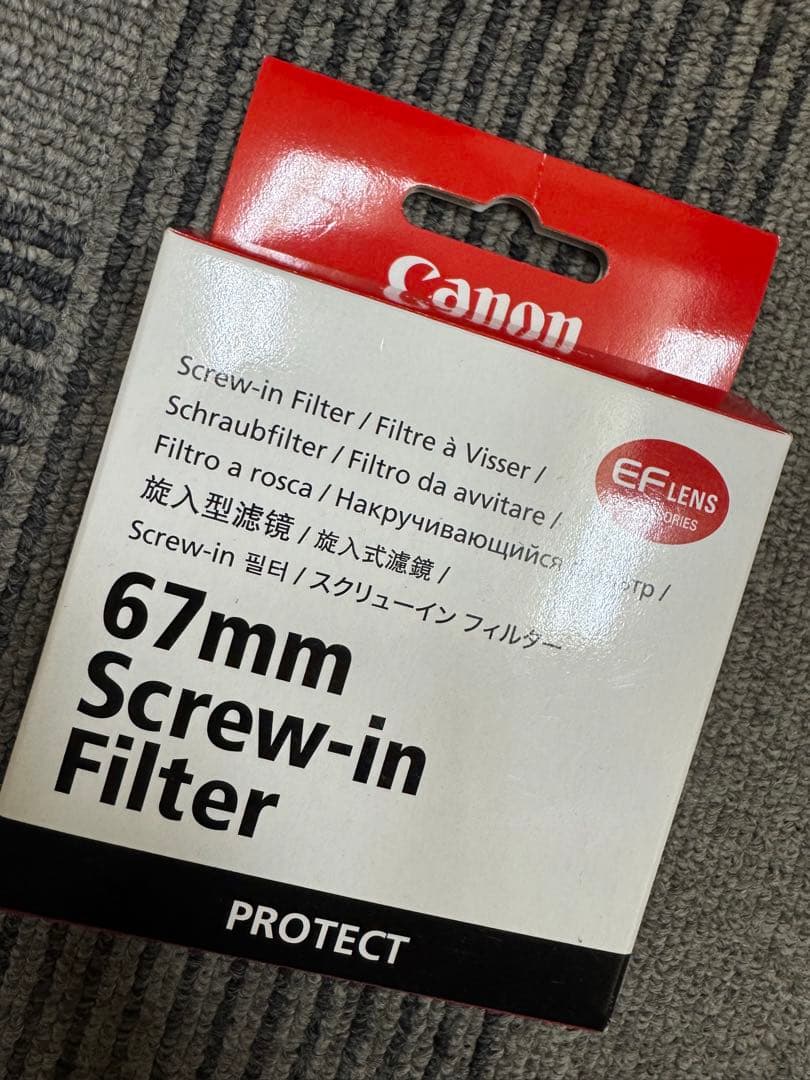 Canon
Screw-in Filter / Filtre à Visser /
Schraubfilter / Filtro da avvitare /
Filtro a rosca / Накручивающийся /
旋入型滤镜 / 旋入式濾鏡 /
Screw-in 필터 / スクリューイン フィルター
EF LENS
67mm
Screw-in
Filter
PROTECT